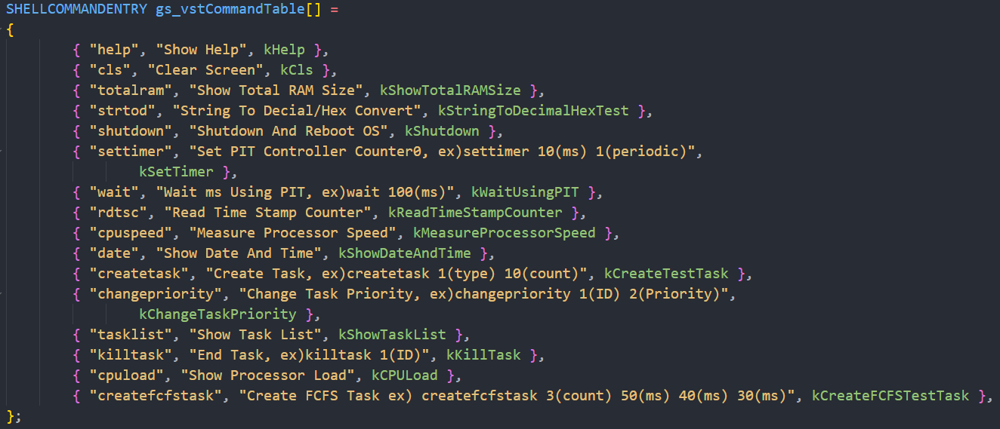 SHELLCOMMANDENTRY gs_vstCommandTable[] =
{
{ "help", "Show Help", kHelp },
{ "cls", "Clear Screen", kCls },
{ "totalram", "Show Total RAM Size", kShowTotalRAMSize },
{ "strtod", "String To Decial/Hex Convert", kStringToDecimalHexTest },
{ "shutdown", "Shutdown And Reboot OS", kShutdown },
{ "settimer", "Set PIT Controller Counter0, ex)settimer 10(ms) 1(periodic)",
kSetTimer },
{ "wait", "Wait ms Using PIT, ex)wait 100(ms)", kWaitUsingPIT },
{ "rdtsc", "Read Time Stamp Counter", kReadTimeStampCounter },
{ "cpuspeed", "Measure Processor Speed", kMeasureProcessorSpeed },
{ "date", "Show Date And Time", kShowDateAndTime },
{ "createtask", "Create Task, ex)createtask 1(type) 10(count)", kCreateTestTask },
{ "changepriority", "Change Task Priority, ex)changepriority 1(ID) 2(Priority)",
kChangeTaskPriority },
{ "tasklist", "Show Task List", kShowTaskList },
{ "killtask", "End Task, ex)killtask 1(ID)", kKillTask },
{ "cpuload", "Show Processor Load", kCPULoad },
{ "createfcfstask", "Create FCFS Task ex) createfcfstask 3(count) 50(ms) 40(ms) 30(ms)", kCreateFCFSTestTask },
};